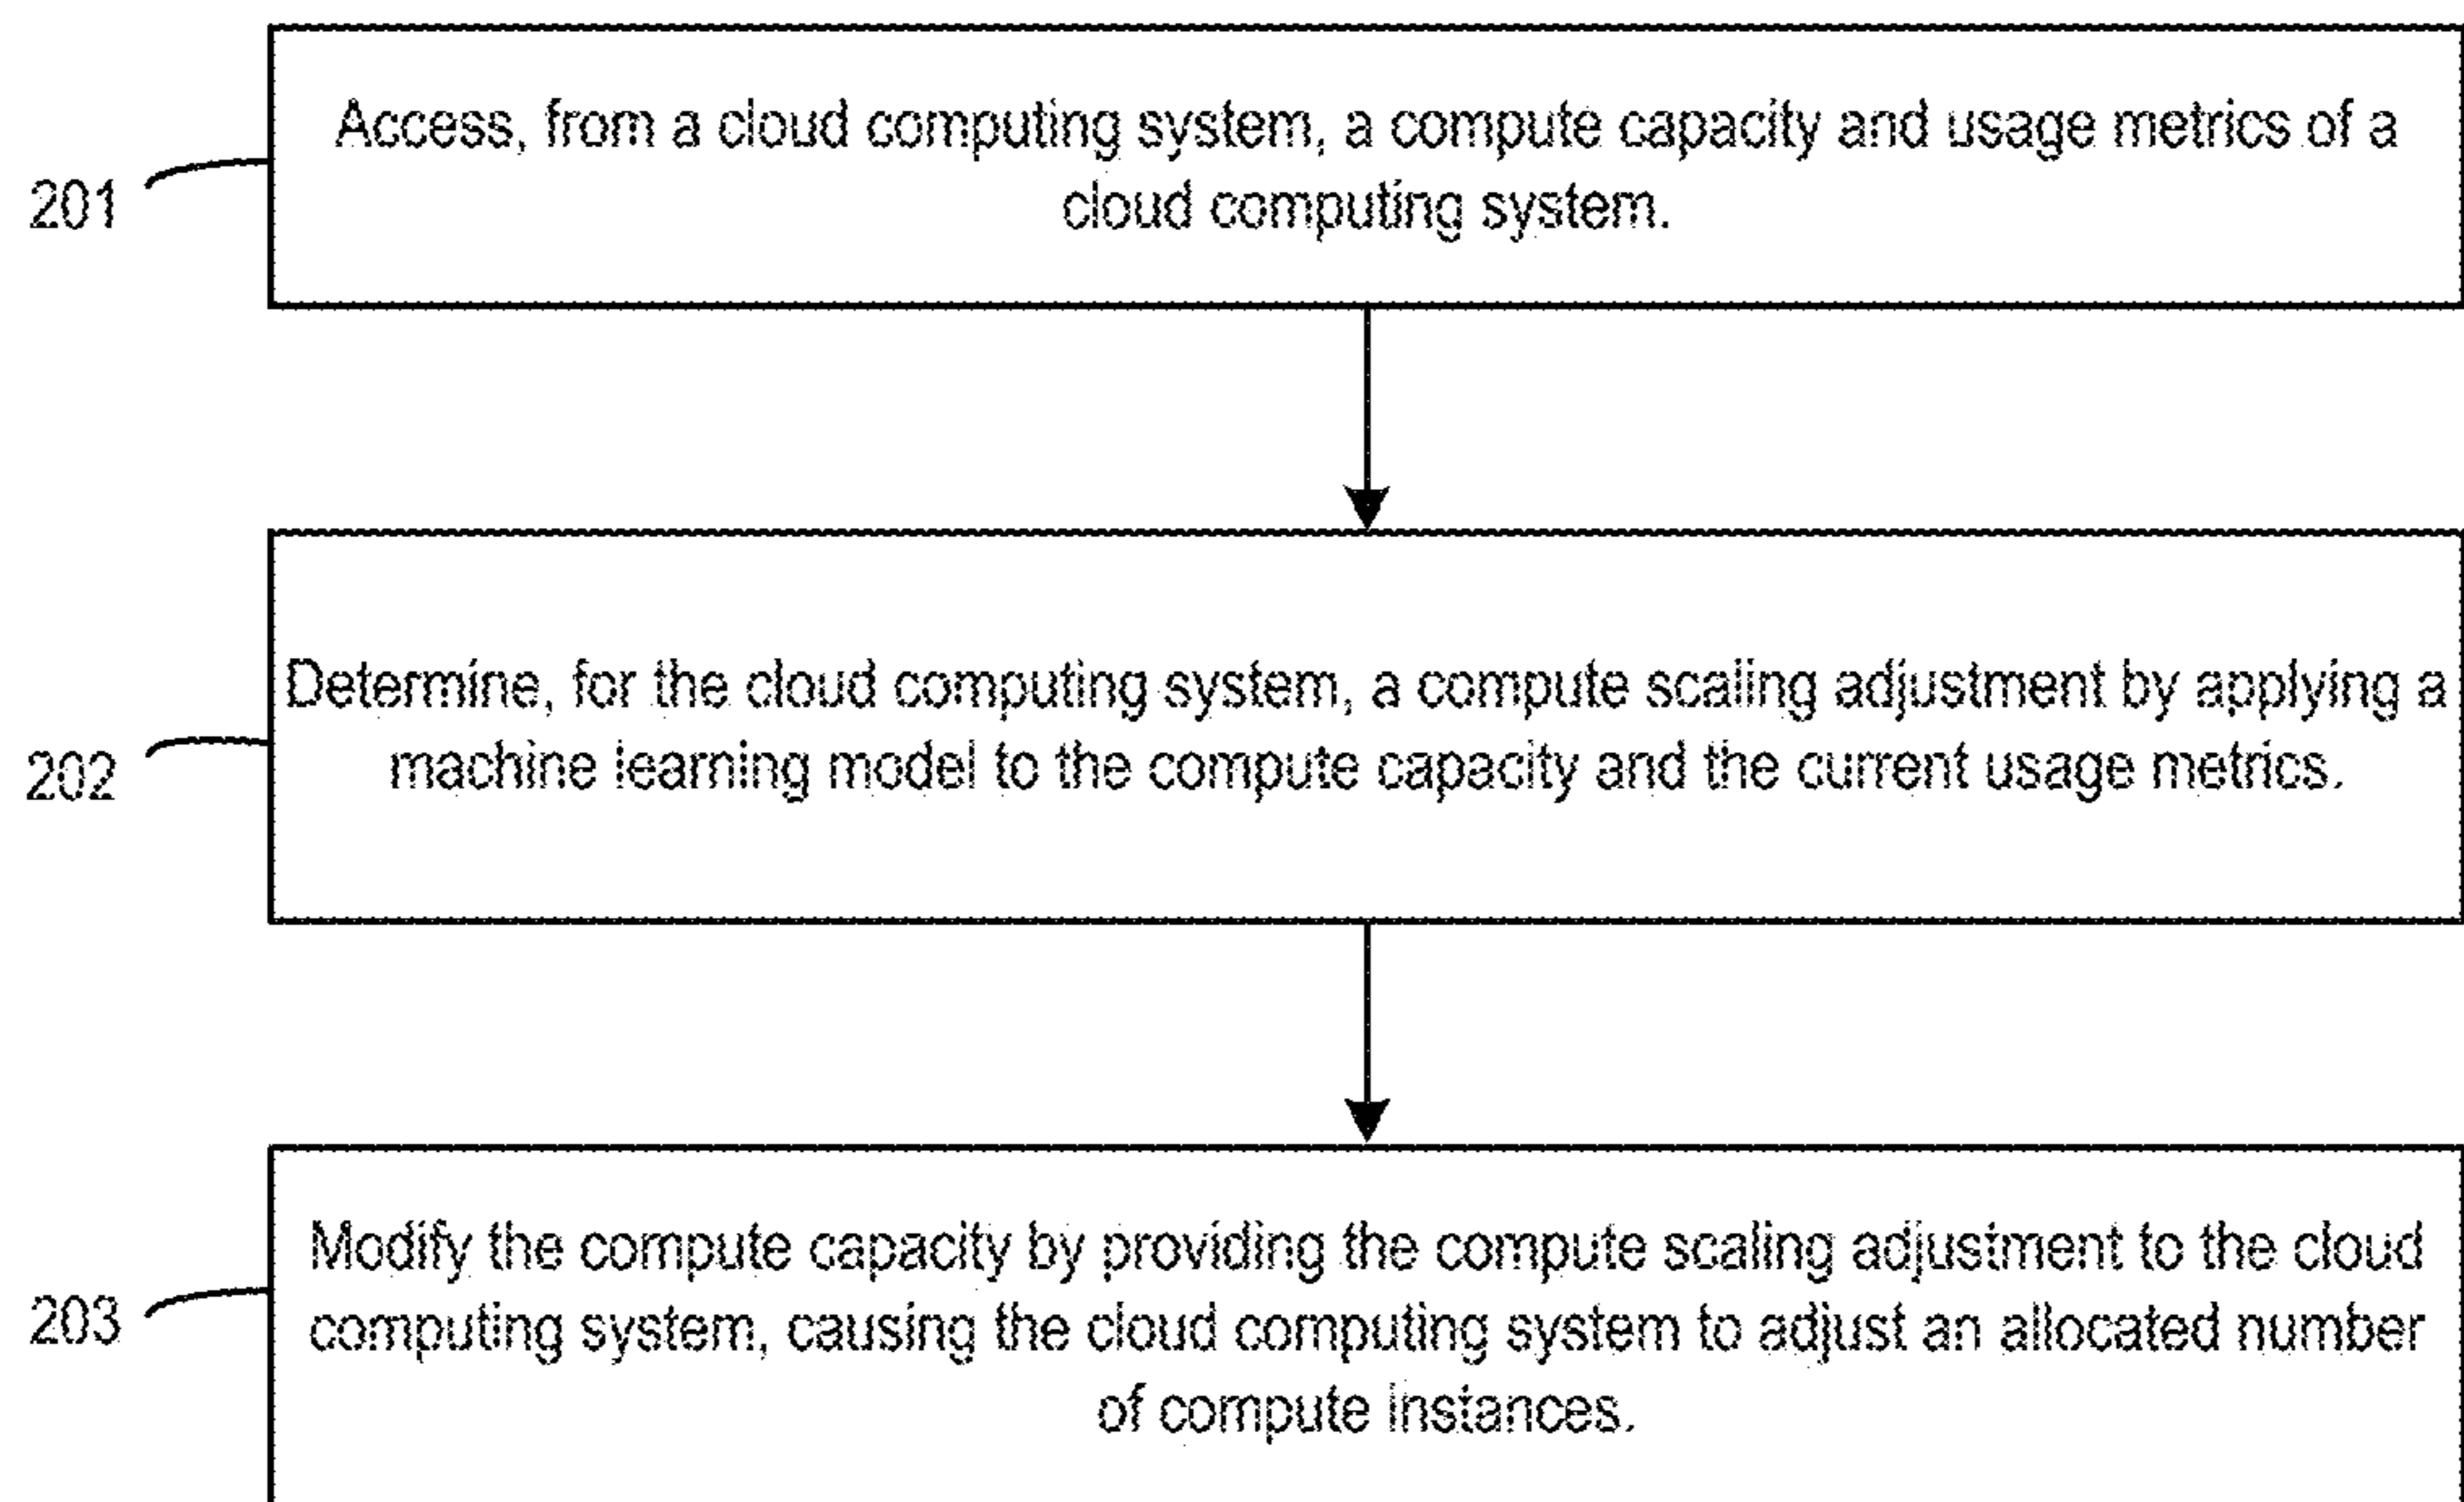 Access, from a cloud computing system, a compute capacity and usage metrics of a
cloud computing system.
201
Determine, for the cloud computing system, a compute scaling adjustment by applying a
machine learning model to the compute capacity and the current usage metrics.
202
Modify the compute capacity by providing the compute scaling adjustment to the cloud
computing system, causing the cloud computing system to adjust an allocated number
of compute instances.
203